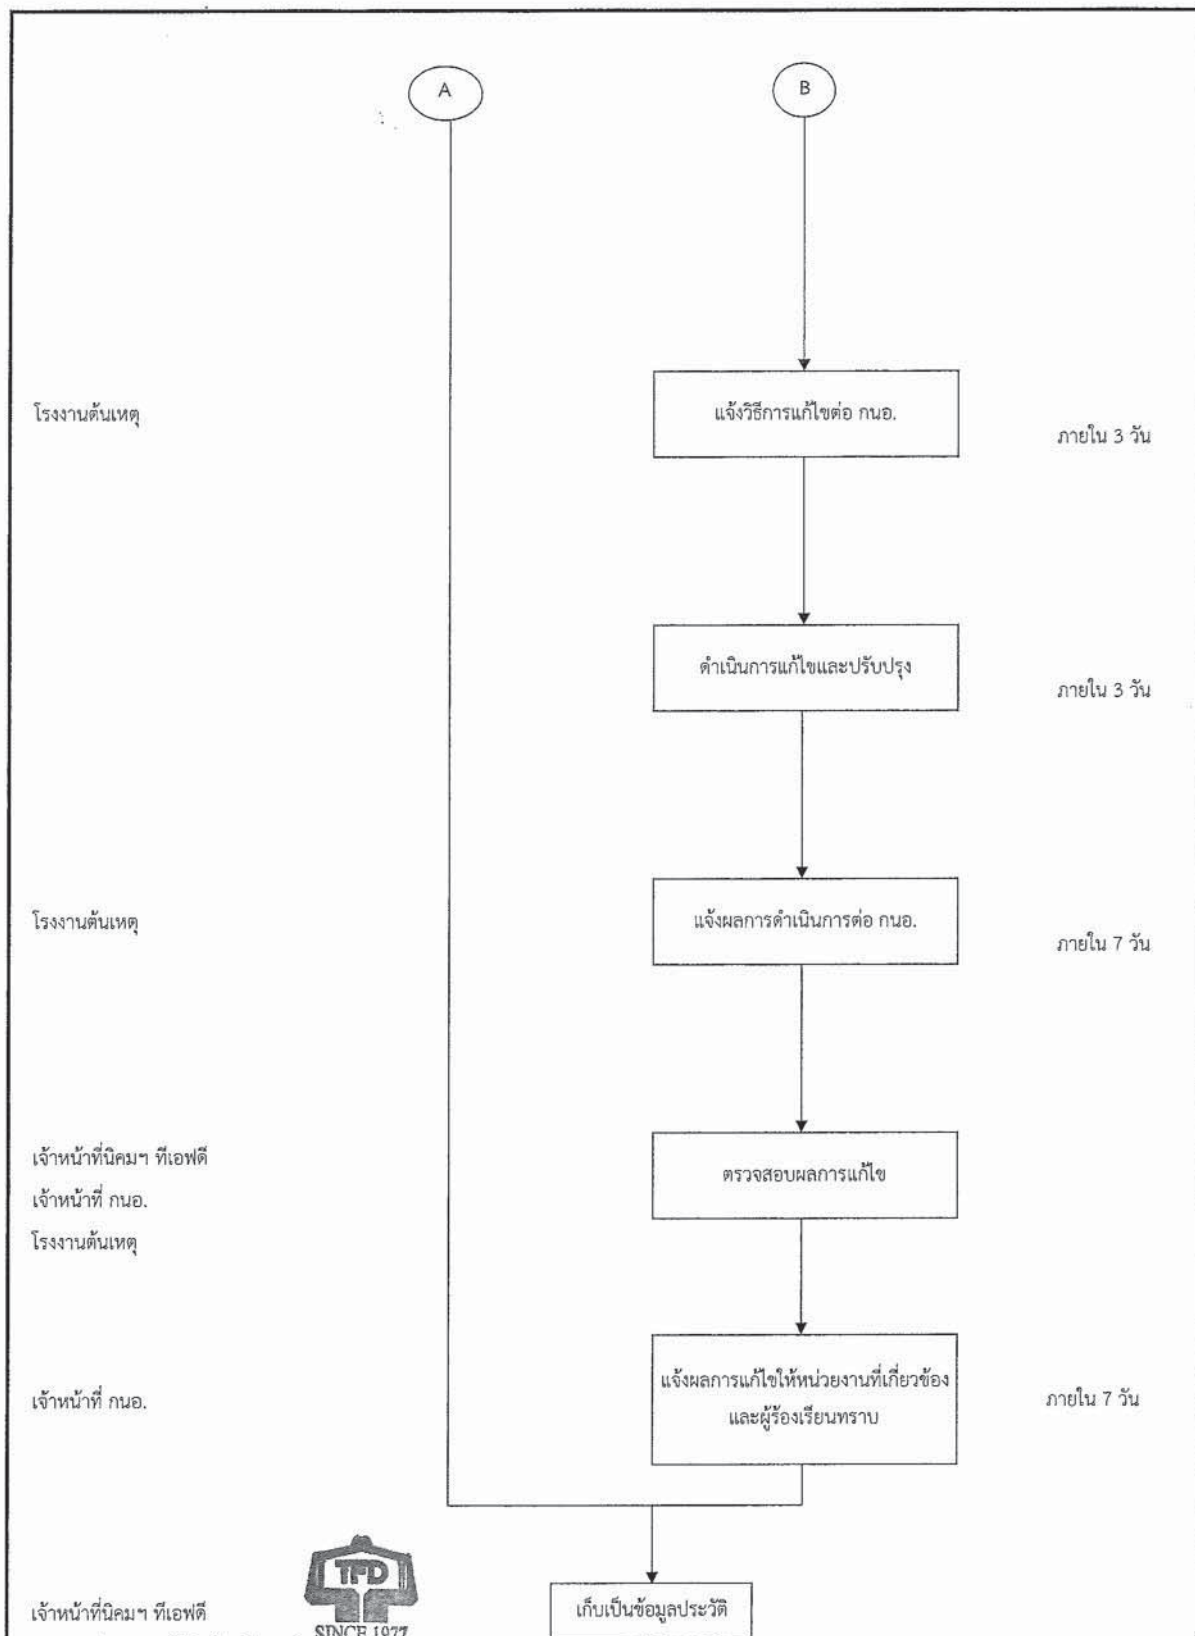 A
B
โรงงานต้นเหตุ
แจ้งวิธีการแก้ไขต่อ กนอ.
ภายใน 3 วัน
ดำเนินการแก้ไขและปรับปรุง
ภายใน 3 วัน
โรงงานต้นเหตุ
แจ้งผลการดำเนินการต่อ กนอ.
ภายใน 7 วัน
เจ้าหน้าที่นิคมฯ ทีเอฟดี
เจ้าหน้าที่ กนอ.
โรงงานต้นเหตุ
ตรวจสอบผลการแก้ไข
เจ้าหน้าที่ กนอ.
แจ้งผลการแก้ไขให้หน่วยงานที่เกี่ยวข้อง
และผู้ร้องเรียนทราบ
ภายใน 7 วัน
TFD
SINCE 1977
เจ้าหน้าที่นิคมฯ ทีเอฟดี
เก็บเป็นข้อมูลประวัติ